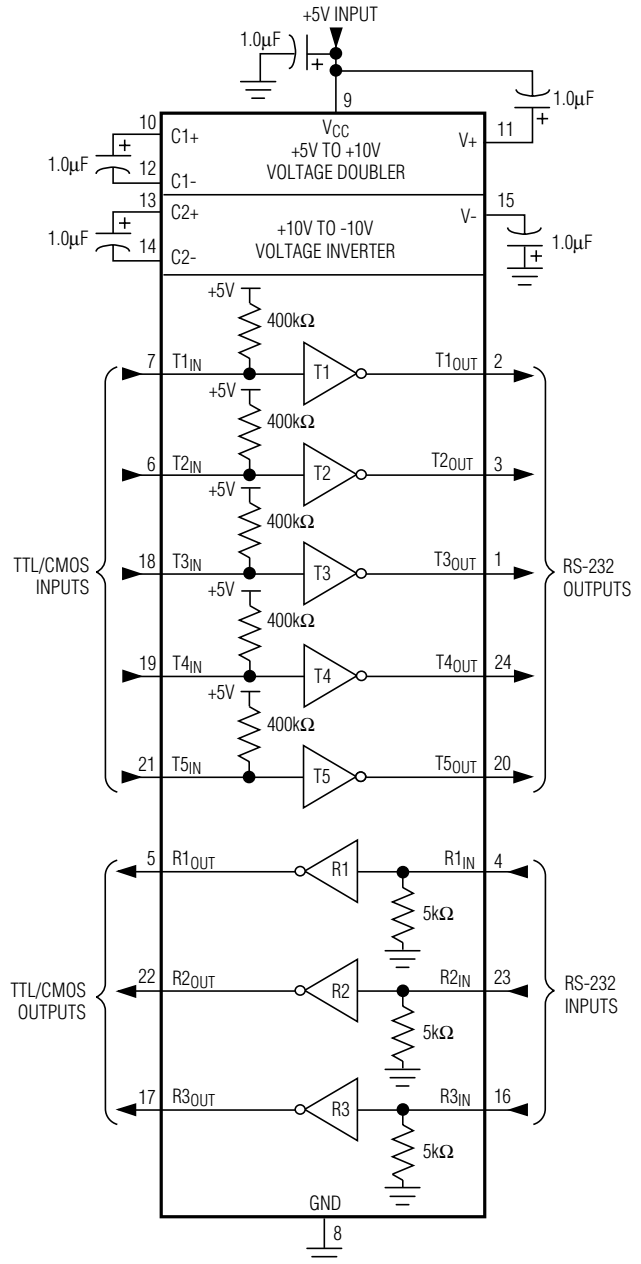 +5V INPUT
1.0μF
1.0μF
9
10
C1+
VCC
+5V TO +10V
VOLTAGE DOUBLER
V+
11
+
+
+
1.0μF
12
C1-
13
C2+
+10V TO -10V
VOLTAGE INVERTER
V-
15
+
+
1.0μF
14
C2-
1.0μF
+5V
400kΩ
7
T1IN
T1
T1OUT
2
+5V
400kΩ
6
T2IN
T2
T2OUT
3
+5V
400kΩ
TTL/CMOS
INPUTS
18
T3IN
T3
T3OUT
1
RS-232
OUTPUTS
+5V
400kΩ
19
T4IN
T4
T4OUT
24
+5V
400kΩ
21
T5IN
T5
T5OUT
20
5
R1OUT
R1
R1IN
4
5kΩ
TTL/CMOS
OUTPUTS
22
R2OUT
R2
R2IN
23
RS-232
INPUTS
5kΩ
17
R3OUT
R3
R3IN
16
5kΩ
GND
8